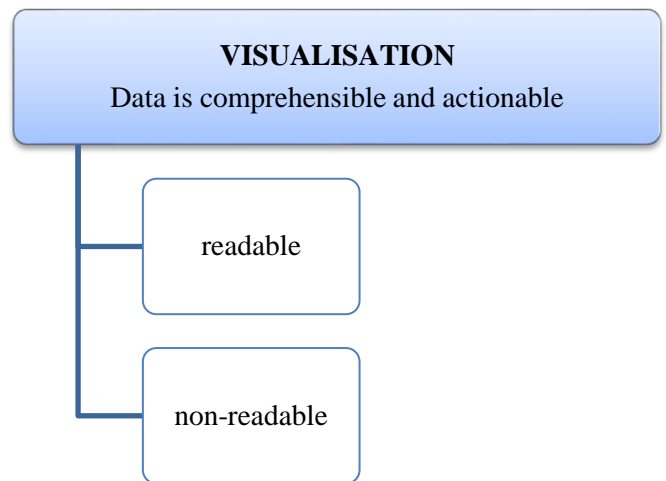 VISUALISATION
Data is comprehensible and actionable
readable
non-readable